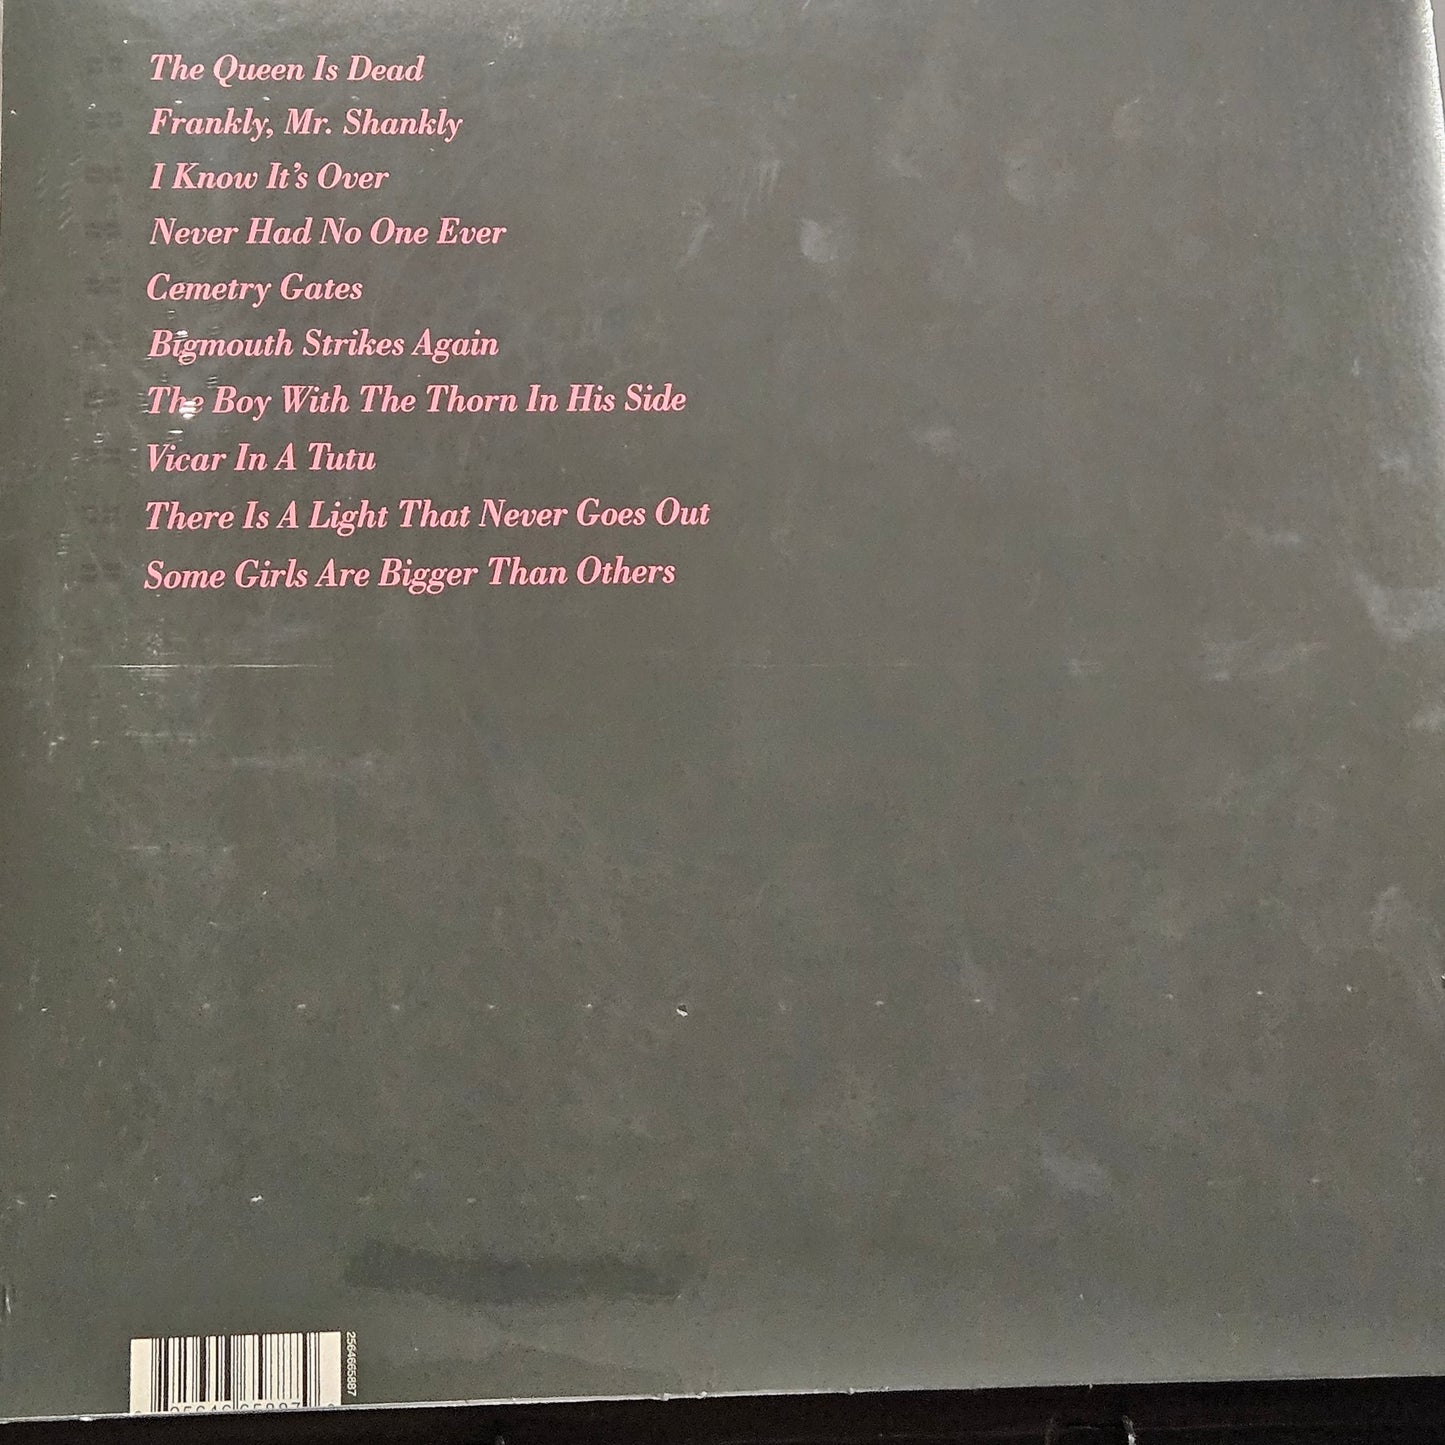 The Queen Is Dead
Frankly, Mr. Shankly
I Know It's Over
Never Had No One Ever
Cemetry Gates
Bigmouth Strikes Again
The Boy With The Thorn In His Side
Vicar In A Tutu
There Is A Light That Never Goes Out
Some Girls Are Bigger Than Others
2564665887